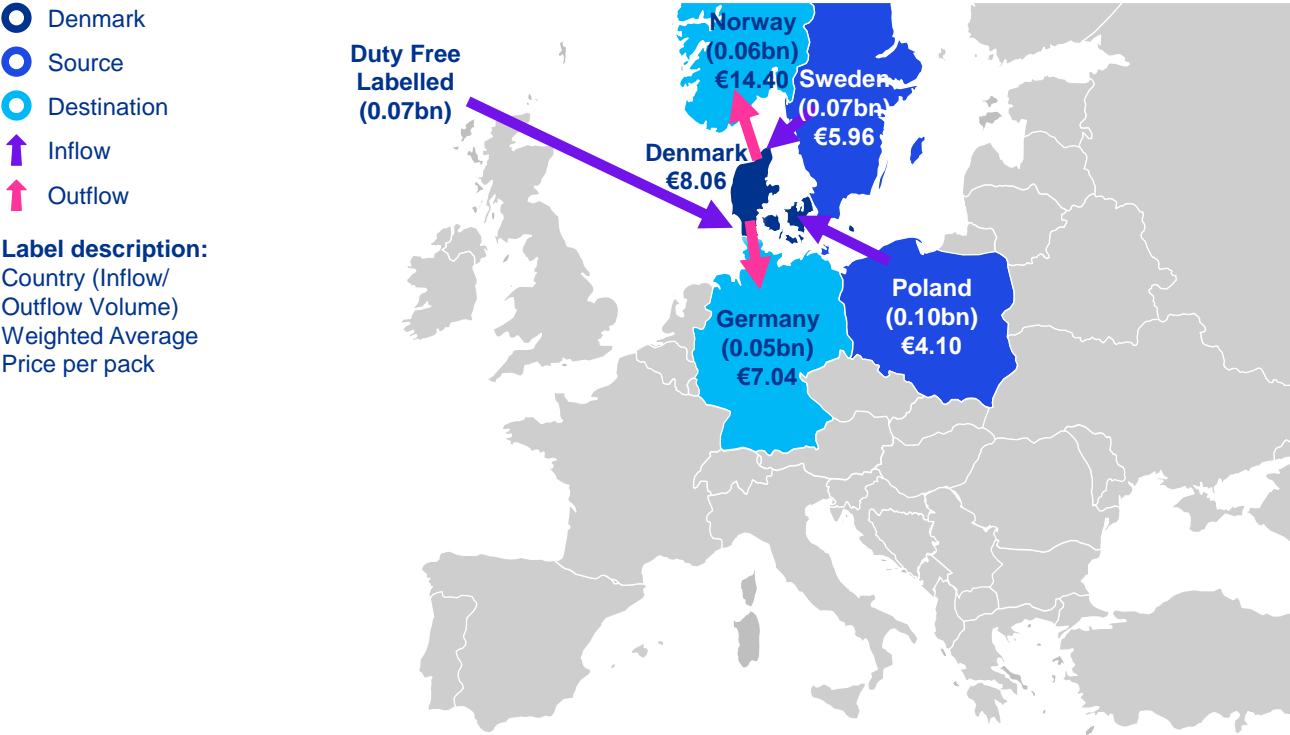 Denmark
Source
Destination
Inflow
Outflow
Label description:
Country (Inflow/
Outflow Volume)
Weighted Average
Price per pack
Duty Free
Labelled
(0.07bn)
Norway
(0.06bn)
€14.40
Sweden
(0.07bn)
€5.96
Denmark
€8.06
Poland
(0.10bn)
€4.10
Germany
(0.05bn)
€7.04